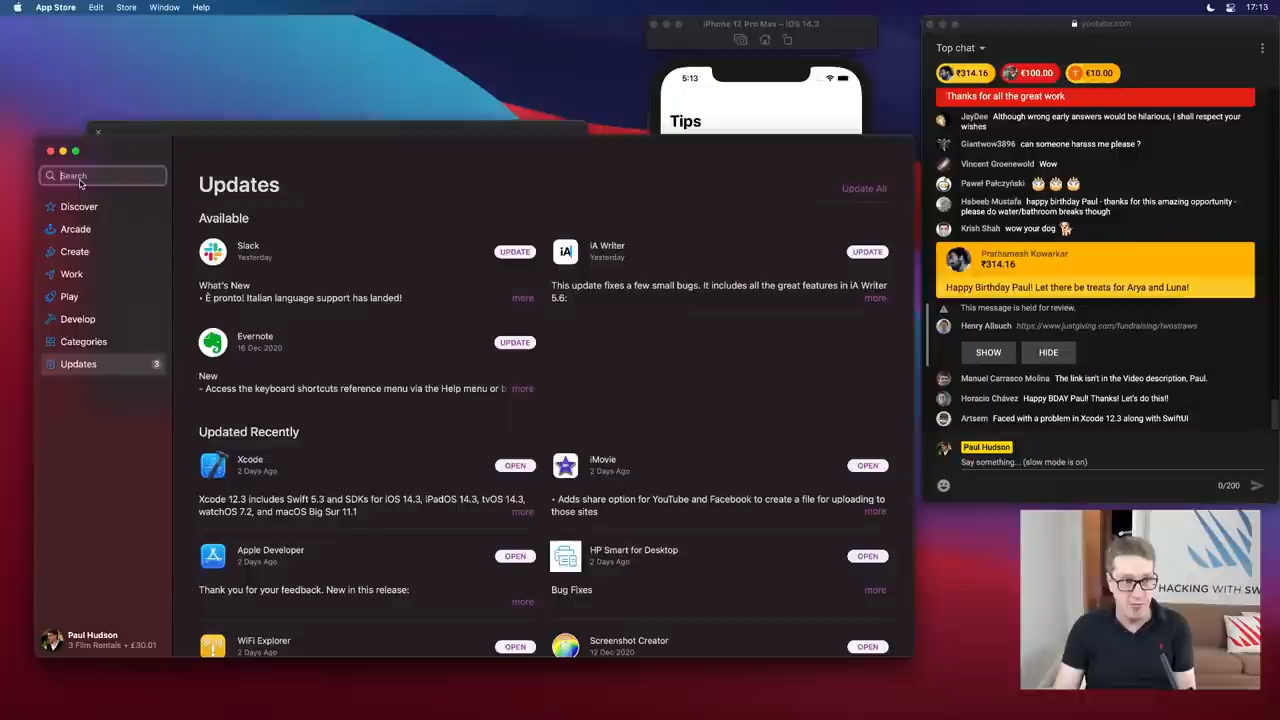 App Store Edit Store Window Help
17:13
iPhone 12 Pro Max – iOS 14.3
5:13
Tips
Search
Discover
Arcade
Create
Work
Play
Develop
Categories
Updates 3
Paul Hudson
3 Film Rentals + £30.01
Updates
Update All
Available
Slack
Yesterday
UPDATE
What's New
• È pronto! Italian language support has landed!
more
iA Writer
Yesterday
UPDATE
This update fixes a few small bugs. It includes all the great features in iA Writer
5.6:
more
Evernote
16 Dec 2020
UPDATE
New
- Access the keyboard shortcuts reference menu via the Help menu or b
more
Updated Recently
Xcode
2 Days Ago
OPEN
Xcode 12.3 includes Swift 5.3 and SDKs for iOS 14.3, iPadOS 14.3, tvOS 14.3,
watchOS 7.2, and macOS Big Sur 11.1
more
iMovie
2 Days Ago
OPEN
• Adds share option for YouTube and Facebook to create a file for uploading to
those sites
more
Apple Developer
2 Days Ago
OPEN
Thank you for your feedback. New in this release:
more
HP Smart for Desktop
2 Days Ago
OPEN
Bug Fixes
more
WiFi Explorer
2 Days Ago
OPEN
Screenshot Creator
12 Dec 2020
OPEN
youtube.com
Top chat
₹314.16
€100.00
T €10.00
Thanks for all the great work
JayDee Although wrong early answers would be hilarious, i shall respect your
wishes
Giantwow3896 can someone harass me please ?
Vincent Groenewold Wow
Paweł Pałczyński
Habeeb Mustafa happy birthday Paul - thanks for this amazing opportunity -
please do water/bathroom breaks though
Krish Shah wow your dog
Prathamesh Kowarkar
₹314.16
Happy Birthday Paul! Let there be treats for Arya and Luna!
This message is held for review.
Henry Allsuch https://www.justgiving.com/fundraising/twostraws
SHOW HIDE
Manuel Carrasco Molina The link isn't in the Video description, Paul.
Horacio Chávez Happy BDAY Paul! Thanks! Let's do this!!
Artsem Faced with a problem in Xcode 12.3 along with SwiftUI
Paul Hudson
Say something... (slow mode is on)
0/200
HACKING WITH SW